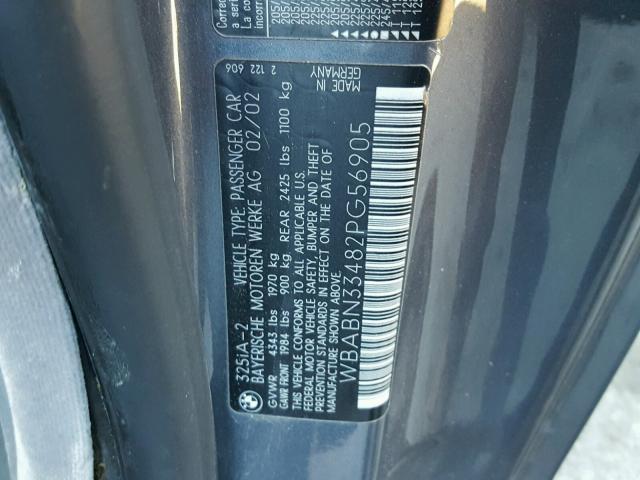 325iA-2 VEHICLE TYPE: PASSENGER CAR
BAYERISCHE MOTOREN WERKE AG 02/02
GVWR 4343 lbs 1970 kg
GAWR FRONT 1984 lbs 900 kg REAR 2425 lbs 1100 kg
THIS VEHICLE CONFORMS TO ALL APPLICABLE U.S.
FEDERAL MOTOR VEHICLE SAFETY, BUMPER AND THEFT
PREVENTION STANDARDS IN EFFECT ON THE DATE OF
MANUFACTURE SHOWN ABOVE.
WBABN33482PG56905
2 122 606
MADE IN
GERMANY